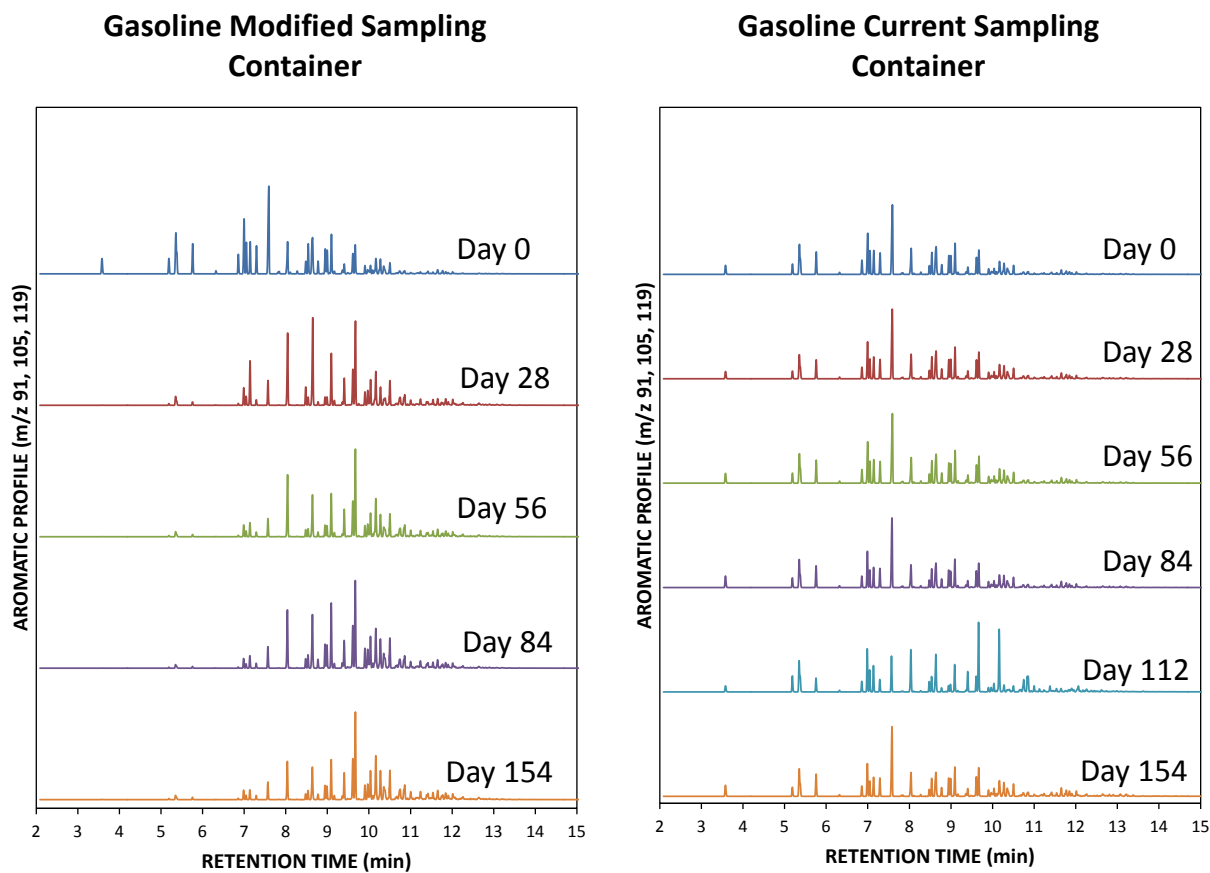 Gasoline Modified Sampling
Container
AROMATIC PROFILE (m/z 91, 105, 119)
Day 0
Day 28
Day 56
Day 84
Day 154
2 3 4 5 6 7 8 9 10 11 12 13 14 15
RETENTION TIME (min)
Gasoline Current Sampling
Container
AROMATIC PROFILE (m/z 91, 105, 119)
Day 0
Day 28
Day 56
Day 84
Day 112
Day 154
2 3 4 5 6 7 8 9 10 11 12 13 14 15
RETENTION TIME (min)